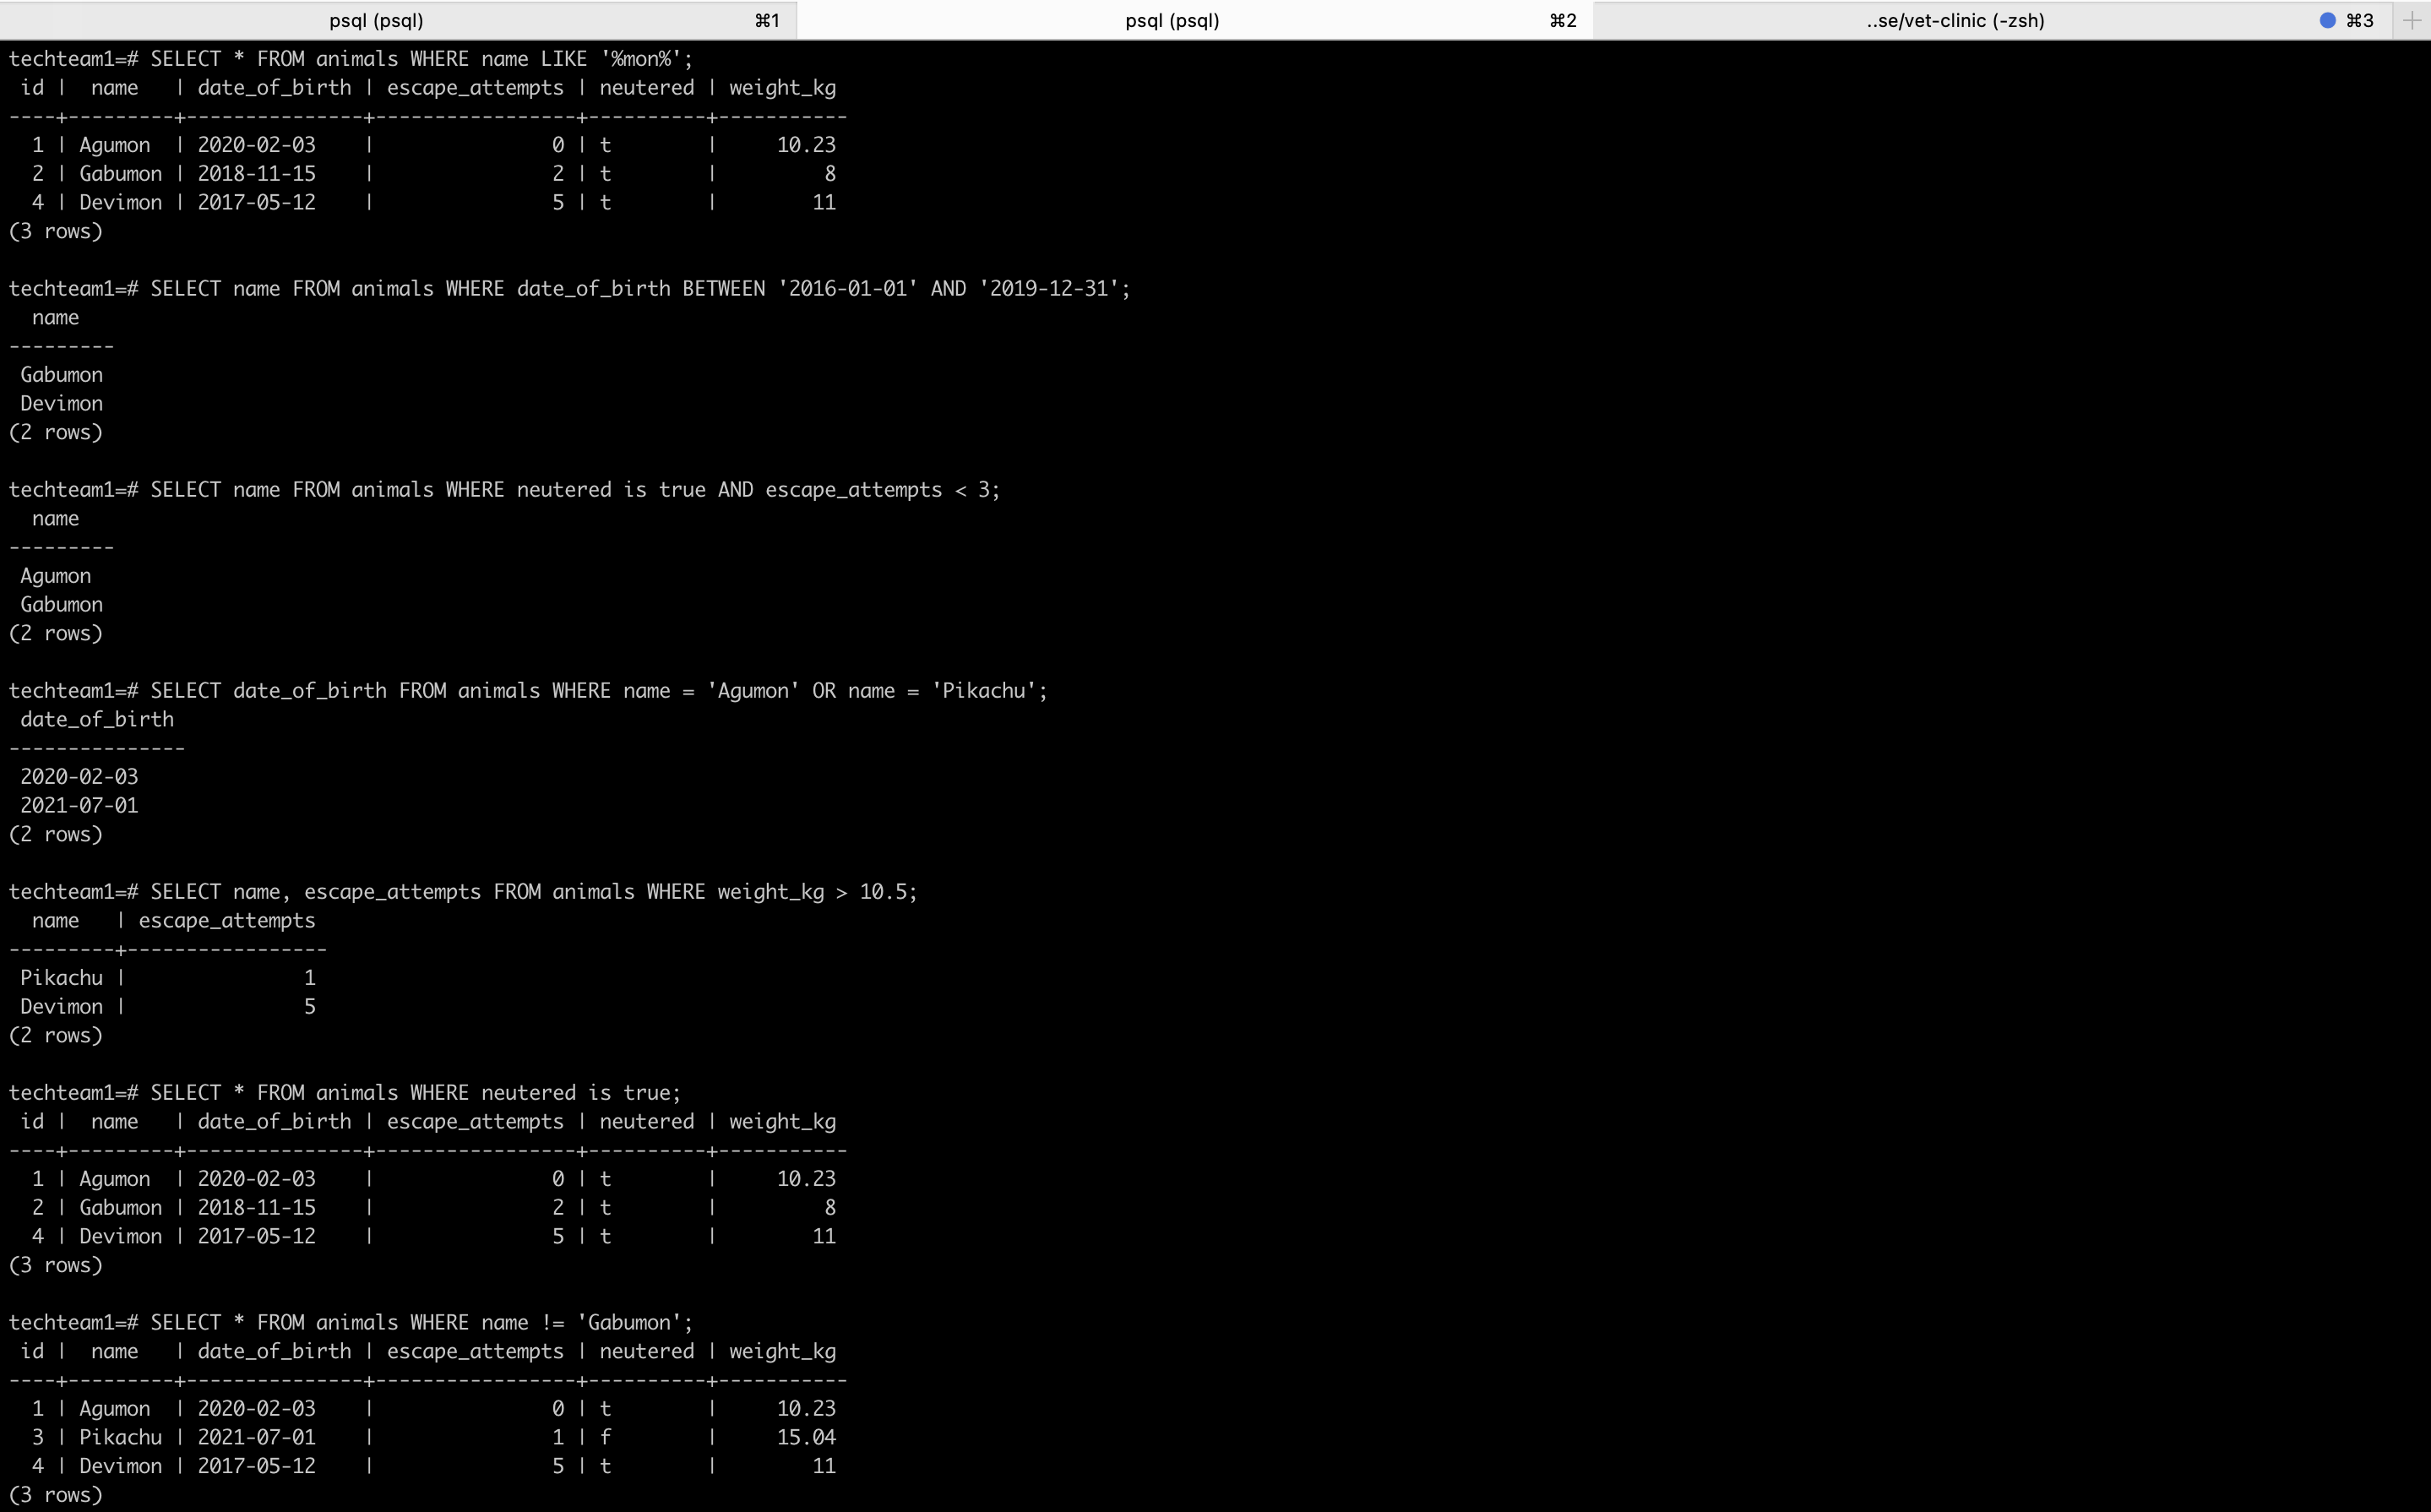 psql (psql) ⌘1 psql (psql) ⌘2 ..se/vet-clinic (-zsh) ⌘3 +
techteam1=# SELECT * FROM animals WHERE name LIKE '%mon%';
 id |  name   | date_of_birth | escape_attempts | neutered | weight_kg
----+---------+---------------+-----------------+----------+-----------
  1 | Agumon  | 2020-02-03    |               0 | t        |     10.23
  2 | Gabumon | 2018-11-15    |               2 | t        |         8
  4 | Devimon | 2017-05-12    |               5 | t        |        11
(3 rows)

techteam1=# SELECT name FROM animals WHERE date_of_birth BETWEEN '2016-01-01' AND '2019-12-31';
  name
---------
 Gabumon
 Devimon
(2 rows)

techteam1=# SELECT name FROM animals WHERE neutered is true AND escape_attempts < 3;
  name
---------
 Agumon
 Gabumon
(2 rows)

techteam1=# SELECT date_of_birth FROM animals WHERE name = 'Agumon' OR name = 'Pikachu';
 date_of_birth
---------------
 2020-02-03
 2021-07-01
(2 rows)

techteam1=# SELECT name, escape_attempts FROM animals WHERE weight_kg > 10.5;
  name   | escape_attempts
---------+-----------------
 Pikachu |               1
 Devimon |               5
(2 rows)

techteam1=# SELECT * FROM animals WHERE neutered is true;
 id |  name   | date_of_birth | escape_attempts | neutered | weight_kg
----+---------+---------------+-----------------+----------+-----------
  1 | Agumon  | 2020-02-03    |               0 | t        |     10.23
  2 | Gabumon | 2018-11-15    |               2 | t        |         8
  4 | Devimon | 2017-05-12    |               5 | t        |        11
(3 rows)

techteam1=# SELECT * FROM animals WHERE name != 'Gabumon';
 id |  name   | date_of_birth | escape_attempts | neutered | weight_kg
----+---------+---------------+-----------------+----------+-----------
  1 | Agumon  | 2020-02-03    |               0 | t        |     10.23
  3 | Pikachu | 2021-07-01    |               1 | f        |     15.04
  4 | Devimon | 2017-05-12    |               5 | t        |        11
(3 rows)